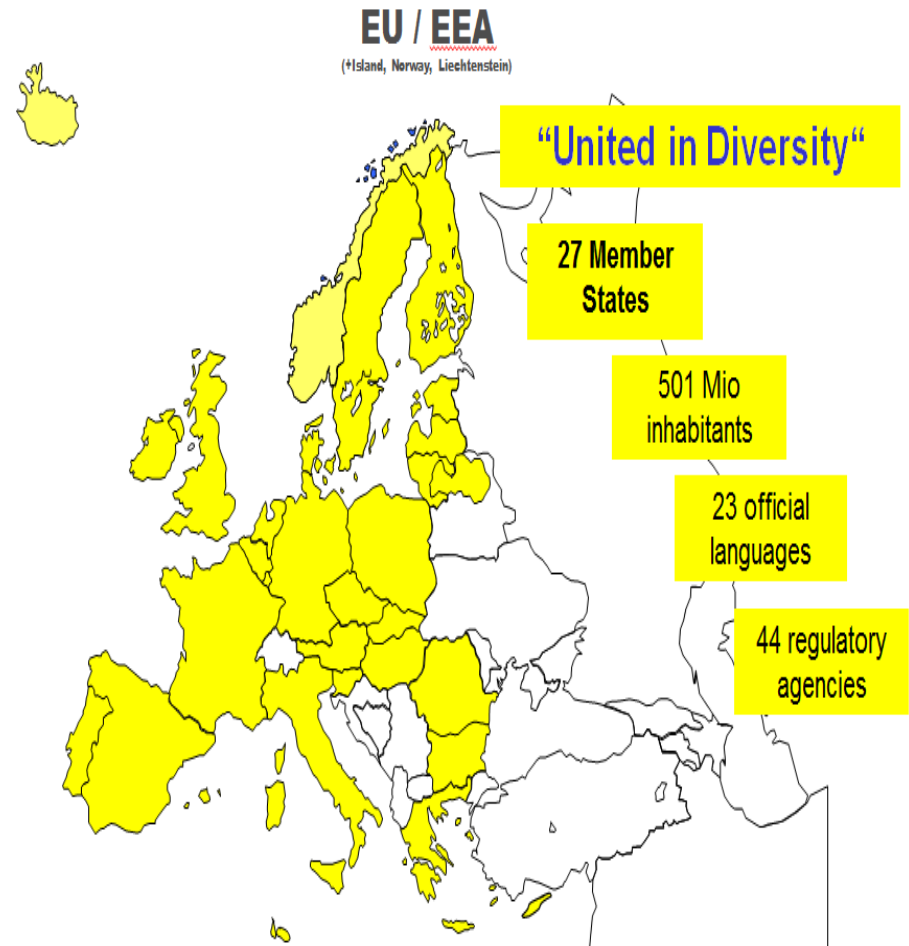 EU / EEA
(+Island, Norway, Liechtenstein)
“United in Diversity“
27 Member
States
501 Mio
inhabitants
23 official
languages
44 regulatory
agencies